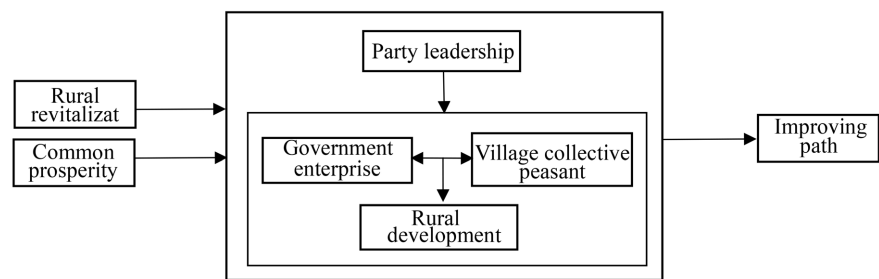 Party leadership
Rural
revitalizat
Common
prosperity
Government
enterprise
Village collective
peasant
Rural
development
Improving
path